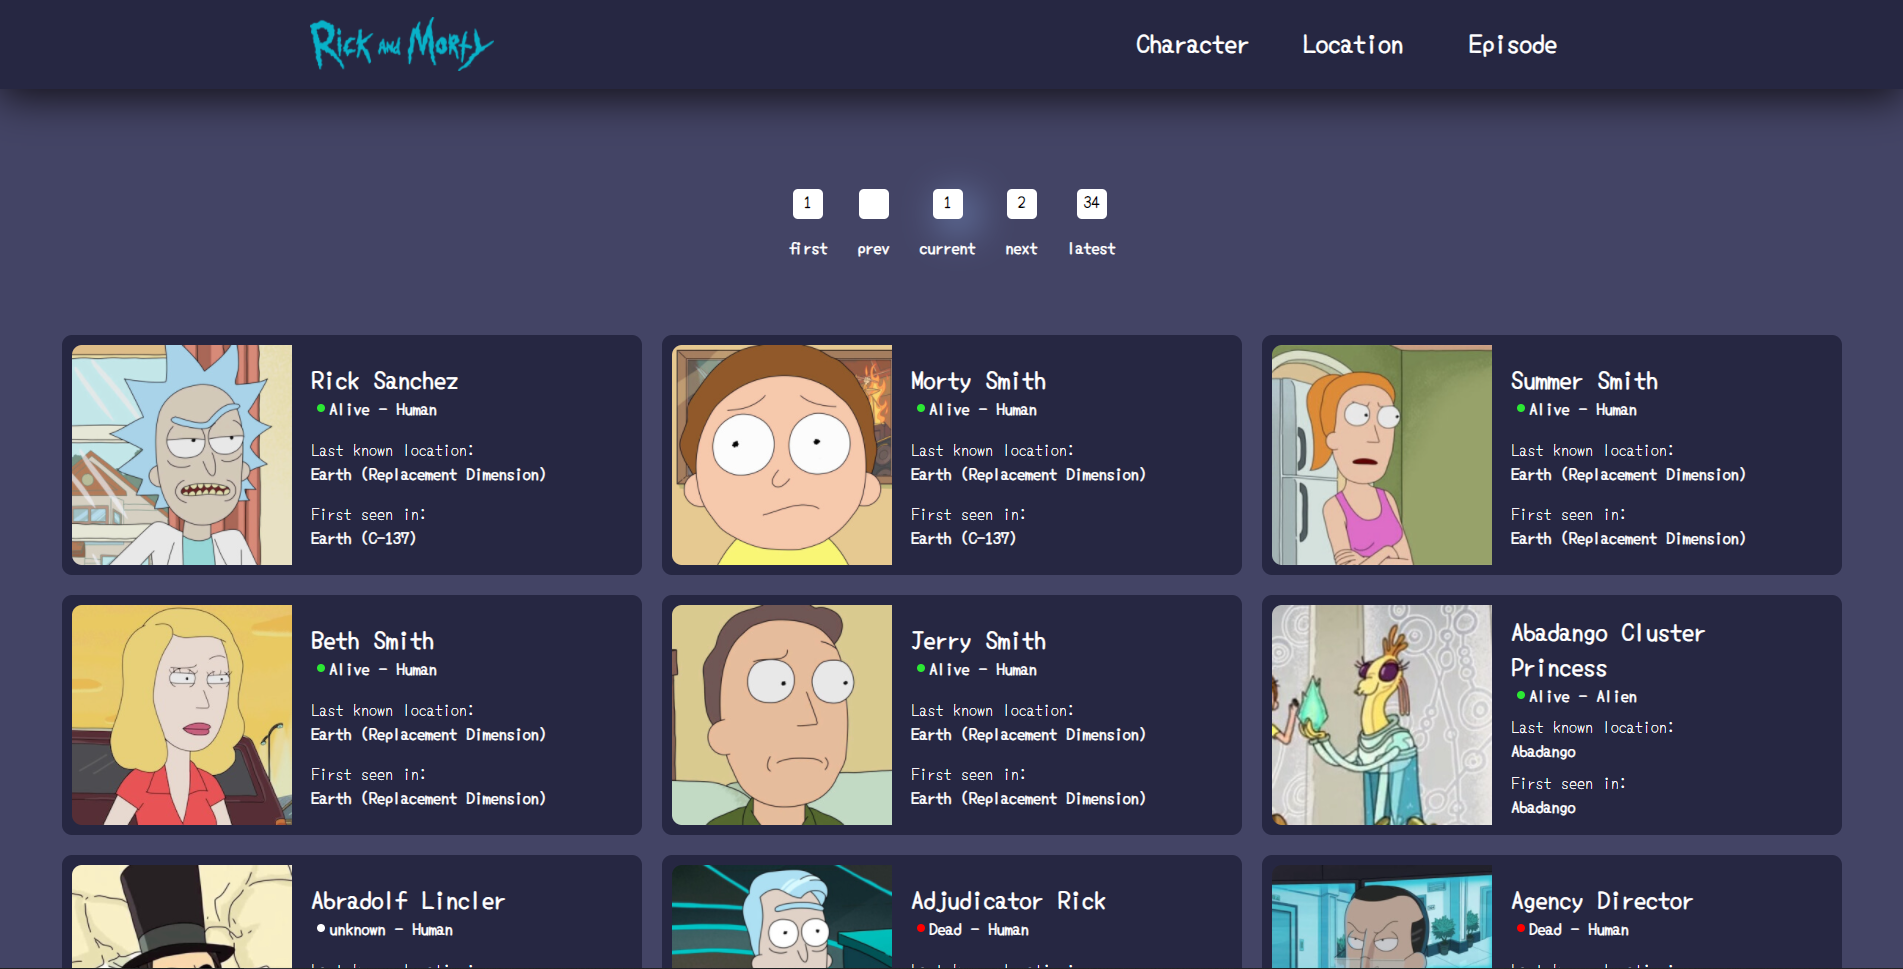 Rick and Morty
Character Location Episode
1 1 2 34
first prev current next latest
Rick Sanchez
Alive - Human
Last known location:
Earth (Replacement Dimension)
First seen in:
Earth (C-137)
Morty Smith
Alive - Human
Last known location:
Earth (Replacement Dimension)
First seen in:
Earth (C-137)
Summer Smith
Alive - Human
Last known location:
Earth (Replacement Dimension)
First seen in:
Earth (Replacement Dimension)
Beth Smith
Alive - Human
Last known location:
Earth (Replacement Dimension)
First seen in:
Earth (Replacement Dimension)
Jerry Smith
Alive - Human
Last known location:
Earth (Replacement Dimension)
First seen in:
Earth (Replacement Dimension)
Abadango Cluster
Princess
Alive - Alien
Last known location:
Abadango
First seen in:
Abadango
Abradolf Lincler
unknown - Human
Adjudicator Rick
Dead - Human
Agency Director
Dead - Human